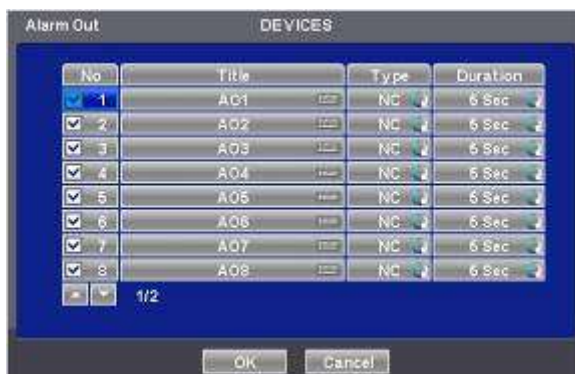 Alarm Out DEVICES
No Title Type Duration
1 AO1 NC 6 Sec
2 AO2 NC 6 Sec
3 AO3 NC 6 Sec
4 AO4 NC 6 Sec
5 AO5 NC 6 Sec
6 AO6 NC 6 Sec
7 AO7 NC 6 Sec
8 AO8 NC 6 Sec
1/2
OK Cancel